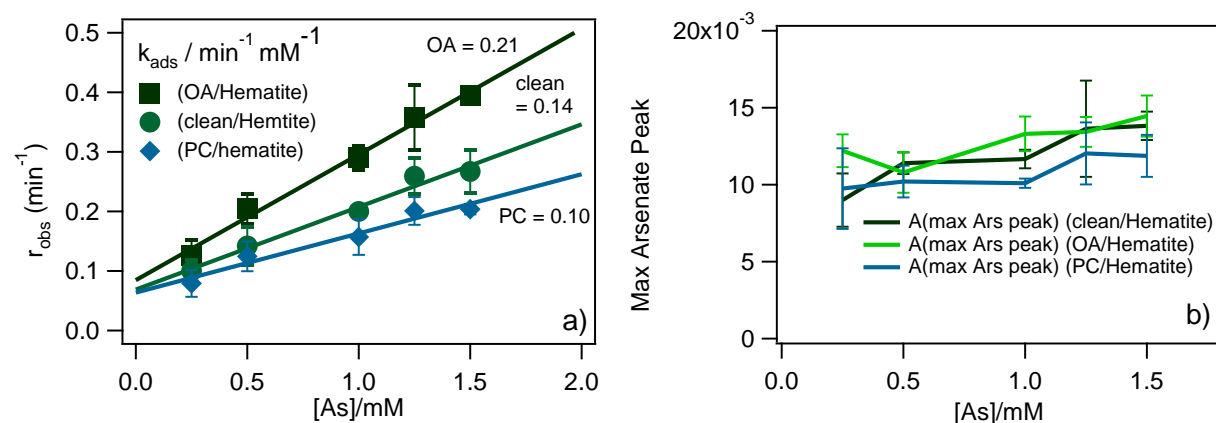 0.5
0.4
0.3
0.2
0.1
0.0
r_obs (min⁻¹)
k_ads / min⁻¹ mM⁻¹
(OA/Hematite)
(clean/Hemtite)
(PC/hematite)
OA = 0.21
clean
= 0.14
PC = 0.10
a)
0.0 0.5 1.0 1.5 2.0
[As]/mM
20x10⁻³
15
10
5
0
Max Arsenate Peak
A(max Ars peak) (clean/Hematite)
A(max Ars peak) (OA/Hematite)
A(max Ars peak) (PC/Hematite)
b)
0.0 0.5 1.0 1.5
[As]/mM